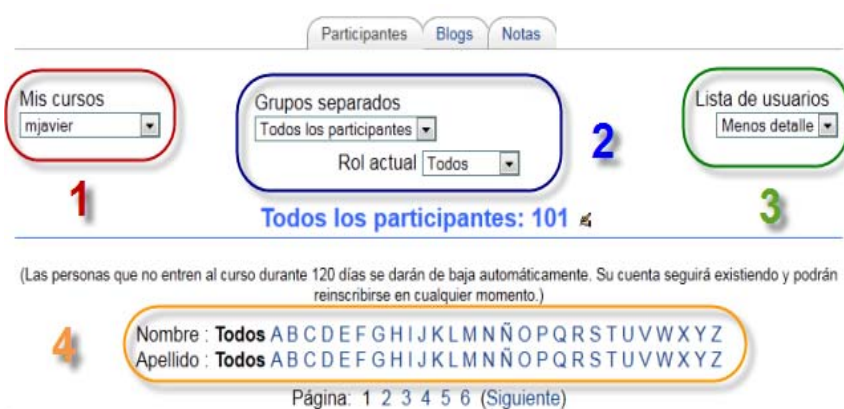 Participantes Blogs Notas
Mis cursos
mjavier
1
Grupos separados
Todos los participantes
Rol actual Todos
2
Lista de usuarios
Menos detalle
3
Todos los participantes: 101
(Las personas que no entren al curso durante 120 días se darán de baja automáticamente. Su cuenta seguirá existiendo y podrán
reinscribirse en cualquier momento.)
4
Nombre : Todos A B C D E F G H I J K L M N Ñ O P Q R S T U V W X Y Z
Apellido : Todos A B C D E F G H I J K L M N Ñ O P Q R S T U V W X Y Z
Página: 1 2 3 4 5 6 (Siguiente)